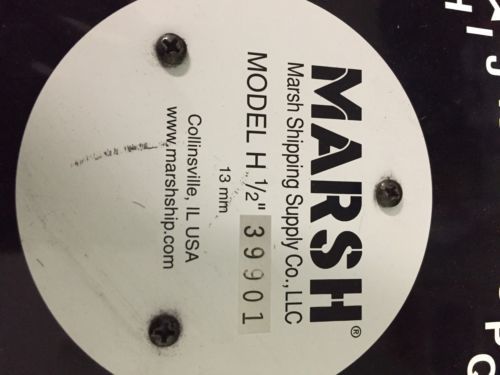 MARSH®
Marsh Shipping Supply Co., LLC
MODEL H 1/2" 39901
13 mm
Collinsville, IL USA
www.marshship.com
H I J
P G